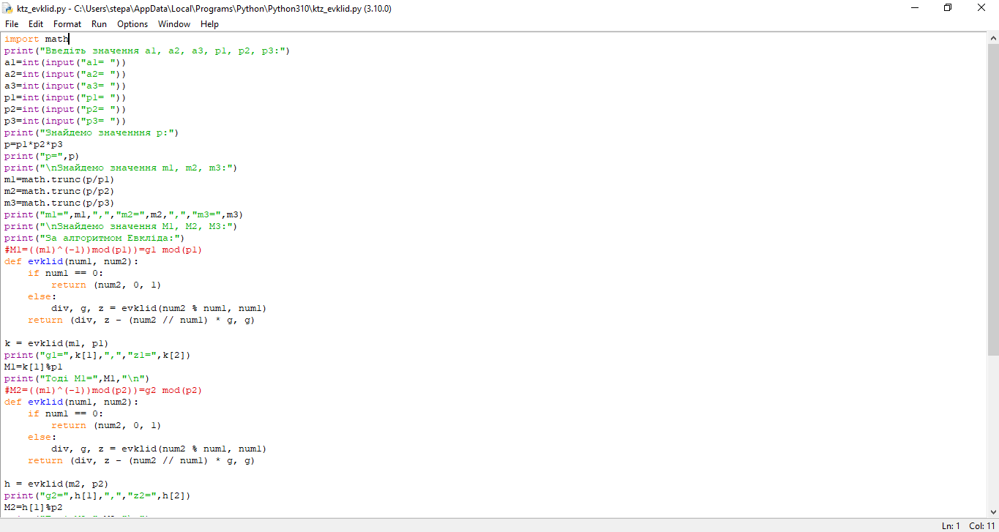 ktz_evklid.py - C:\Users\stepa\AppData\Local\Programs\Python\Python310\ktz_evklid.py (3.10.0)
File Edit Format Run Options Window Help
import math
print("Введіть значення a1, a2, a3, p1, p2, p3:")
a1=int(input("a1= "))
a2=int(input("a2= "))
a3=int(input("a3= "))
p1=int(input("p1= "))
p2=int(input("p2= "))
p3=int(input("p3= "))
print("Знайдемо значенння p:")
p=p1*p2*p3
print("p=",p)
print("\nЗнайдемо значення m1, m2, m3:")
m1=math.trunc(p/p1)
m2=math.trunc(p/p2)
m3=math.trunc(p/p3)
print("m1=",m1,",","m2=",m2,",","m3=",m3)
print("\nЗнайдемо значення M1, M2, M3:")
print("За алгоритмом Евкліда:")
#M1=((m1)^(-1))mod(p1))=g1 mod(p1)
def evklid(num1, num2):
    if num1 == 0:
        return (num2, 0, 1)
    else:
        div, g, z = evklid(num2 % num1, num1)
    return (div, z - (num2 // num1) * g, g)
k = evklid(m1, p1)
print("g1=",k[1],",","z1=",k[2])
M1=k[1]%p1
print("Тоді M1=",M1,"\n")
#M2=((m1)^(-1))mod(p2))=g2 mod(p2)
def evklid(num1, num2):
    if num1 == 0:
        return (num2, 0, 1)
    else:
        div, g, z = evklid(num2 % num1, num1)
    return (div, z - (num2 // num1) * g, g)
h = evklid(m2, p2)
print("g2=",h[1],",","z2=",h[2])
M2=h[1]%p2
Ln: 1 Col: 11